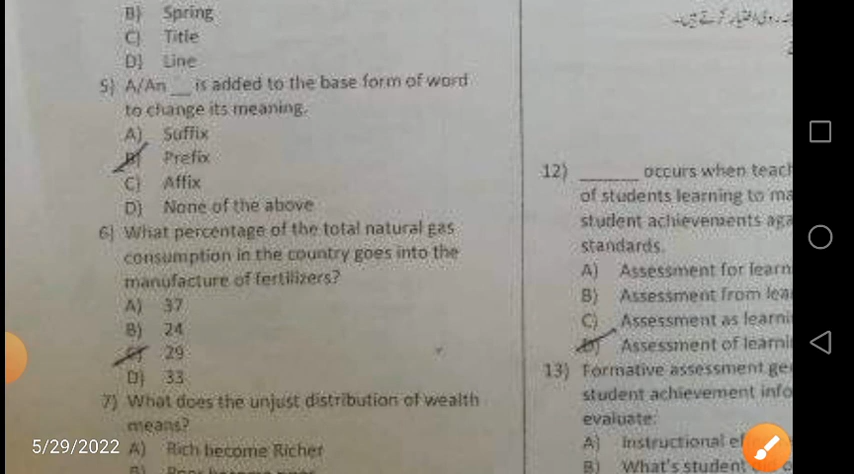 B) Spring
C) Title
D) Line
5) A/An __ is added to the base form of word
to change its meaning.
A) Suffix
B) Prefix
C) Affix
D) None of the above
6) What percentage of the total natural gas
consumption in the country goes into the
manufacture of fertilizers?
A) 37
B) 24
C) 29
D) 33
7) What does the unjust distribution of wealth
means?
A) Rich become Richer
B)
اختیار کرتے ہیں۔
12) ______ occurs when teach
of students learning to ma
student achievements aga
standards.
A) Assessment for learn
B) Assessment from lea
C) Assessment as learni
D) Assessment of learni
13) Formative assessment ge
student achievement info
evaluate:
A) Instructional ef
B) What's student
5/29/2022